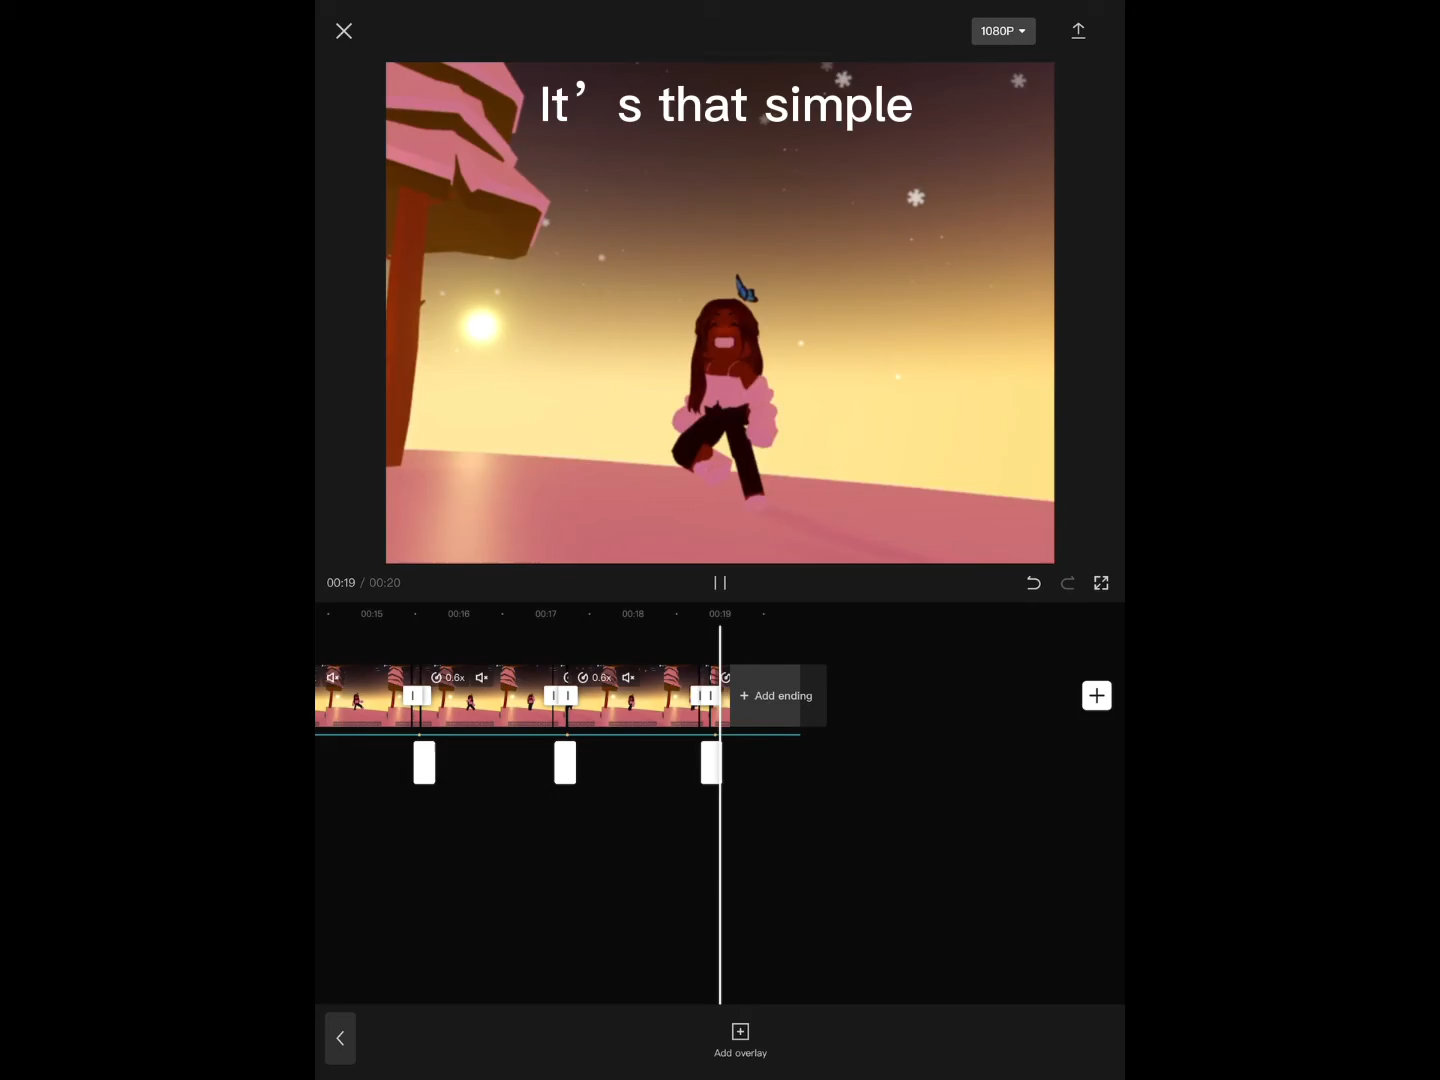 1080P
It’s that simple
00:19 / 00:20
00:15 00:16 00:17 00:18 00:19
0.6x 0.6x
+ Add ending
Add overlay